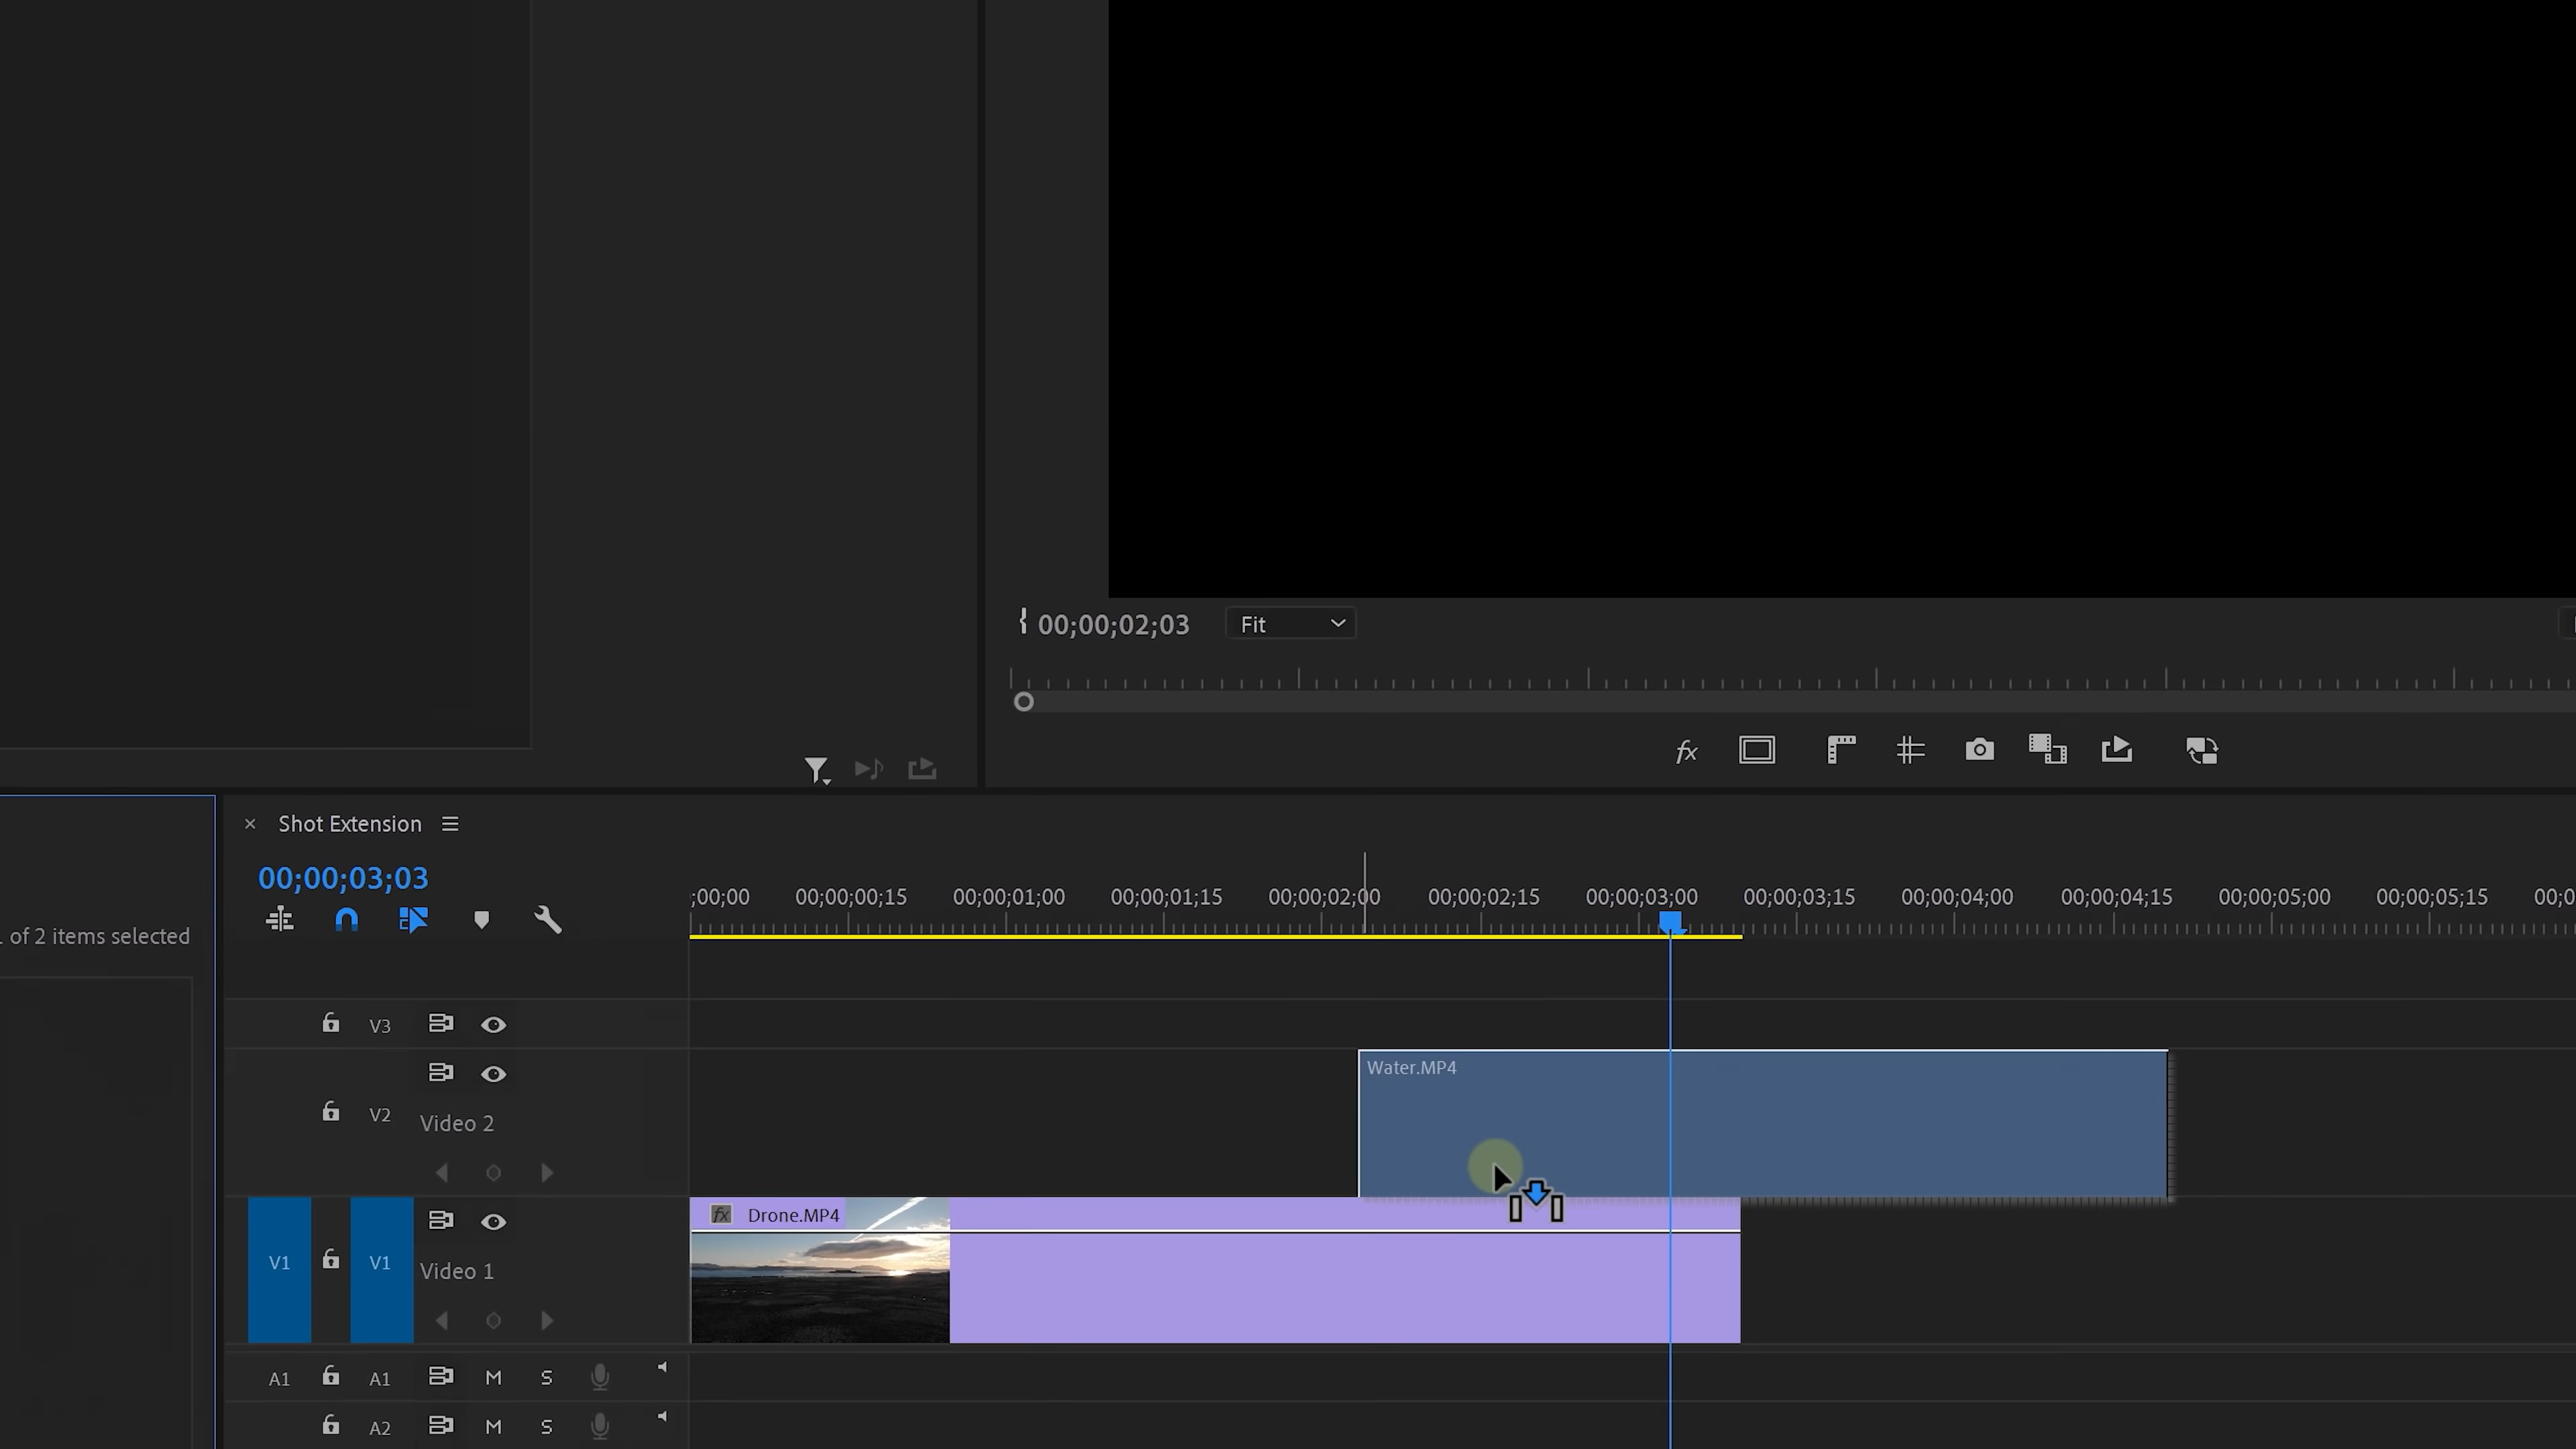 00;00;02;03
Fit
fx
Shot Extension
00;00;03;03
;00;00
00;00;00;15
00;00;01;00
00;00;01;15
00;00;02;00
00;00;02;15
00;00;03;00
00;00;03;15
00;00;04;00
00;00;04;15
00;00;05;00
00;00;05;15
00;0
of 2 items selected
V3
Water.MP4
V2
Video 2
fx
Drone.MP4
V1
V1
Video 1
A1
A1
M
S
A2
M
S